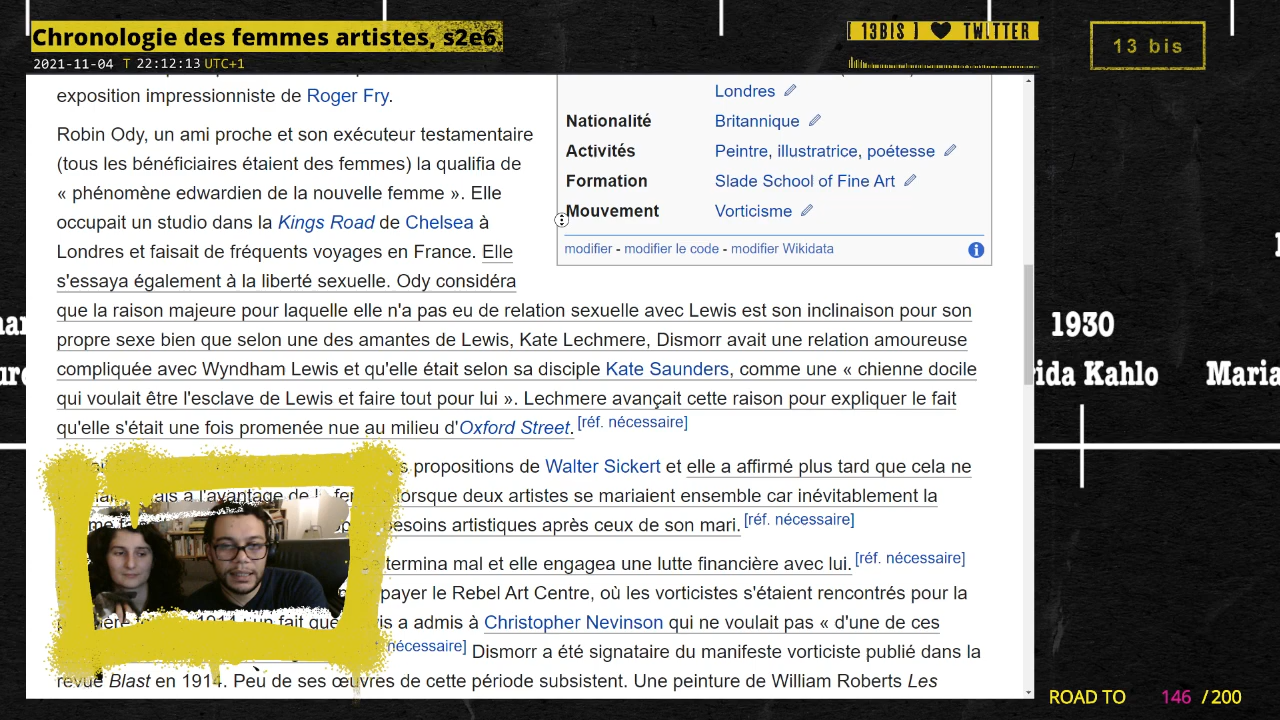 Chronologie des femmes artistes, s2e6.
2021-11-04 T 22:12:13 UTC+1
[ 13BIS ] TWITTER
13 bis
exposition impressionniste de Roger Fry.
Robin Ody, un ami proche et son exécuteur testamentaire
(tous les bénéficiaires étaient des femmes) la qualifia de
« phénomène edwardien de la nouvelle femme ». Elle
occupait un studio dans la Kings Road de Chelsea à
Londres et faisait de fréquents voyages en France. Elle
s'essaya également à la liberté sexuelle. Ody considéra
que la raison majeure pour laquelle elle n'a pas eu de relation sexuelle avec Lewis est son inclinaison pour son
propre sexe bien que selon une des amantes de Lewis, Kate Lechmere, Dismorr avait une relation amoureuse
compliquée avec Wyndham Lewis et qu'elle était selon sa disciple Kate Saunders, comme une « chienne docile
qui voulait être l'esclave de Lewis et faire tout pour lui ». Lechmere avançait cette raison pour expliquer le fait
qu'elle s'était une fois promenée nue au milieu d'Oxford Street. [réf. nécessaire]
propositions de Walter Sickert et elle a affirmé plus tard que cela ne
à l'avantage de lorsque deux artistes se mariaient ensemble car inévitablement la
besoins artistiques après ceux de son mari. [réf. nécessaire]
termina mal et elle engagea une lutte financière avec lui. [réf. nécessaire]
payer le Rebel Art Centre, où les vorticistes s'étaient rencontrés pour la
1914 : un fait que a admis à Christopher Nevinson qui ne voulait pas « d'une de ces
nécessaire] Dismorr a été signataire du manifeste vorticiste publié dans la
revue Blast en 1914. Peu de ses œuvres de cette période subsistent. Une peinture de William Roberts Les
Londres
Nationalité Britannique
Activités Peintre, illustratrice, poétesse
Formation Slade School of Fine Art
Mouvement Vorticisme
modifier - modifier le code - modifier Wikidata
1930
ida Kahlo
Maria
ROAD TO 146 / 200